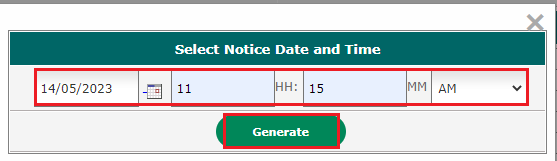 Select Notice Date and Time
14/05/2023 11 HH: 15 MM AM
Generate